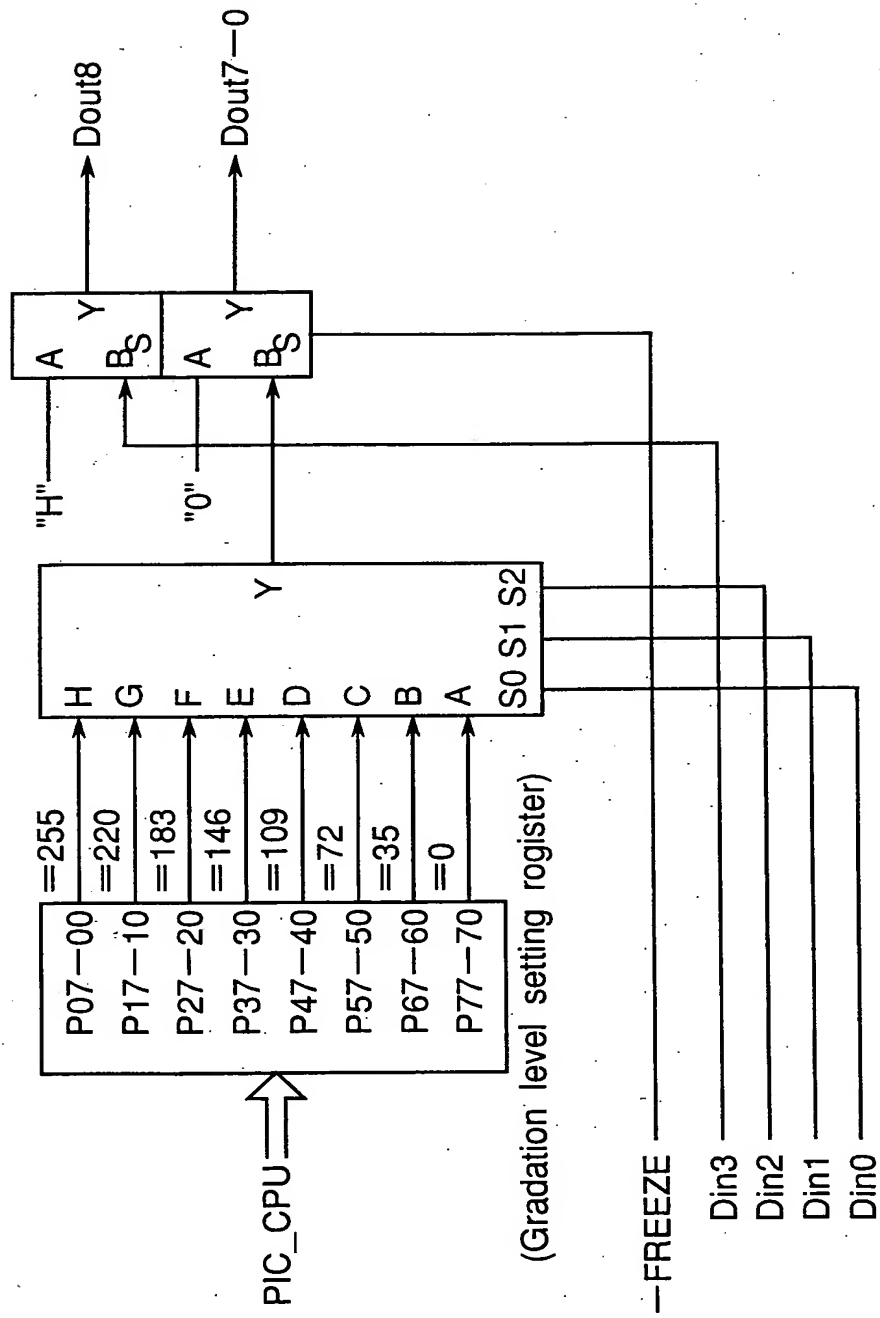 PIC_CPU
P07—00
P17—10
P27—20
P37—30
P47—40
P57—50
P67—60
P77—70
=255
=220
=183
=146
=109
=72
=35
=0
H
G
F
E
D
C
B
A
Y
S0 S1 S2
(Gradation level setting rogister)
"H"
"0"
A
B
S
Y
A
B
S
Y
Dout8
Dout7—0
—FREEZE
Din3
Din2
Din1
Din0